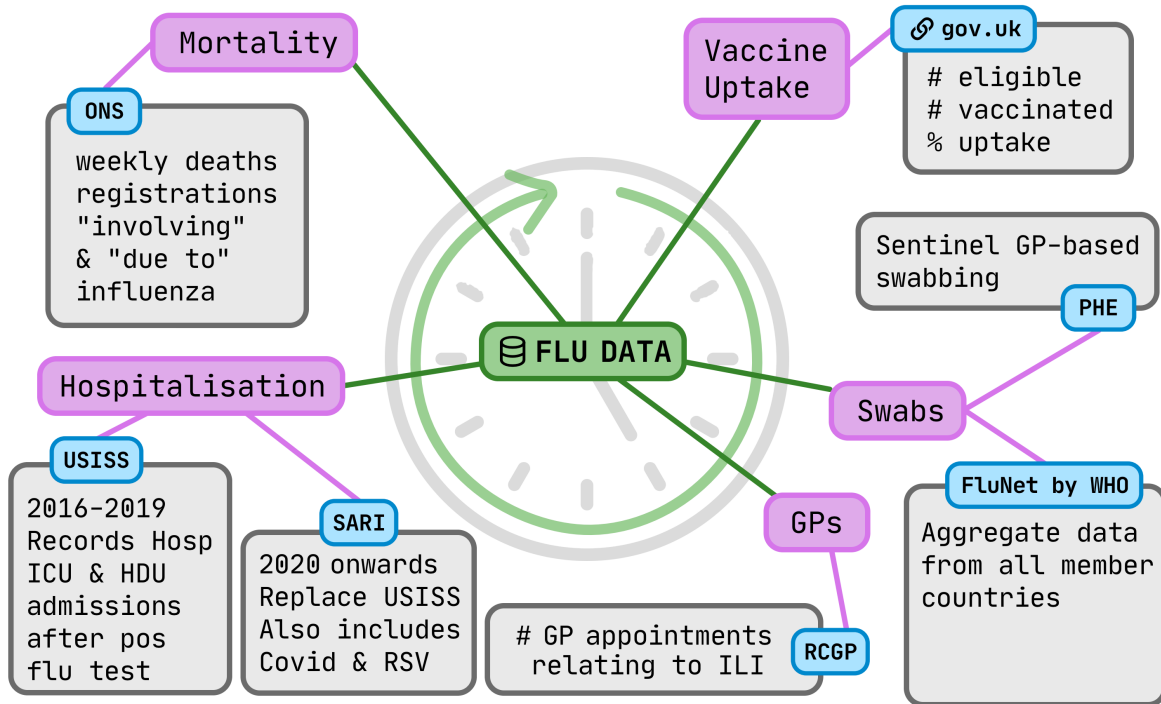 Mortality
ONS
weekly deaths
registrations
"involving"
& "due to"
influenza
Vaccine
Uptake
gov.uk
# eligible
# vaccinated
% uptake
Sentinel GP-based
swabbing
PHE
FLU DATA
Hospitalisation
USISS
2016-2019
Records Hosp
ICU & HDU
admissions
after pos
flu test
SARI
2020 onwards
Replace USISS
Also includes
Covid & RSV
Swabs
FluNet by WHO
Aggregate data
from all member
countries
GPs
# GP appointments
relating to ILI
RCGP